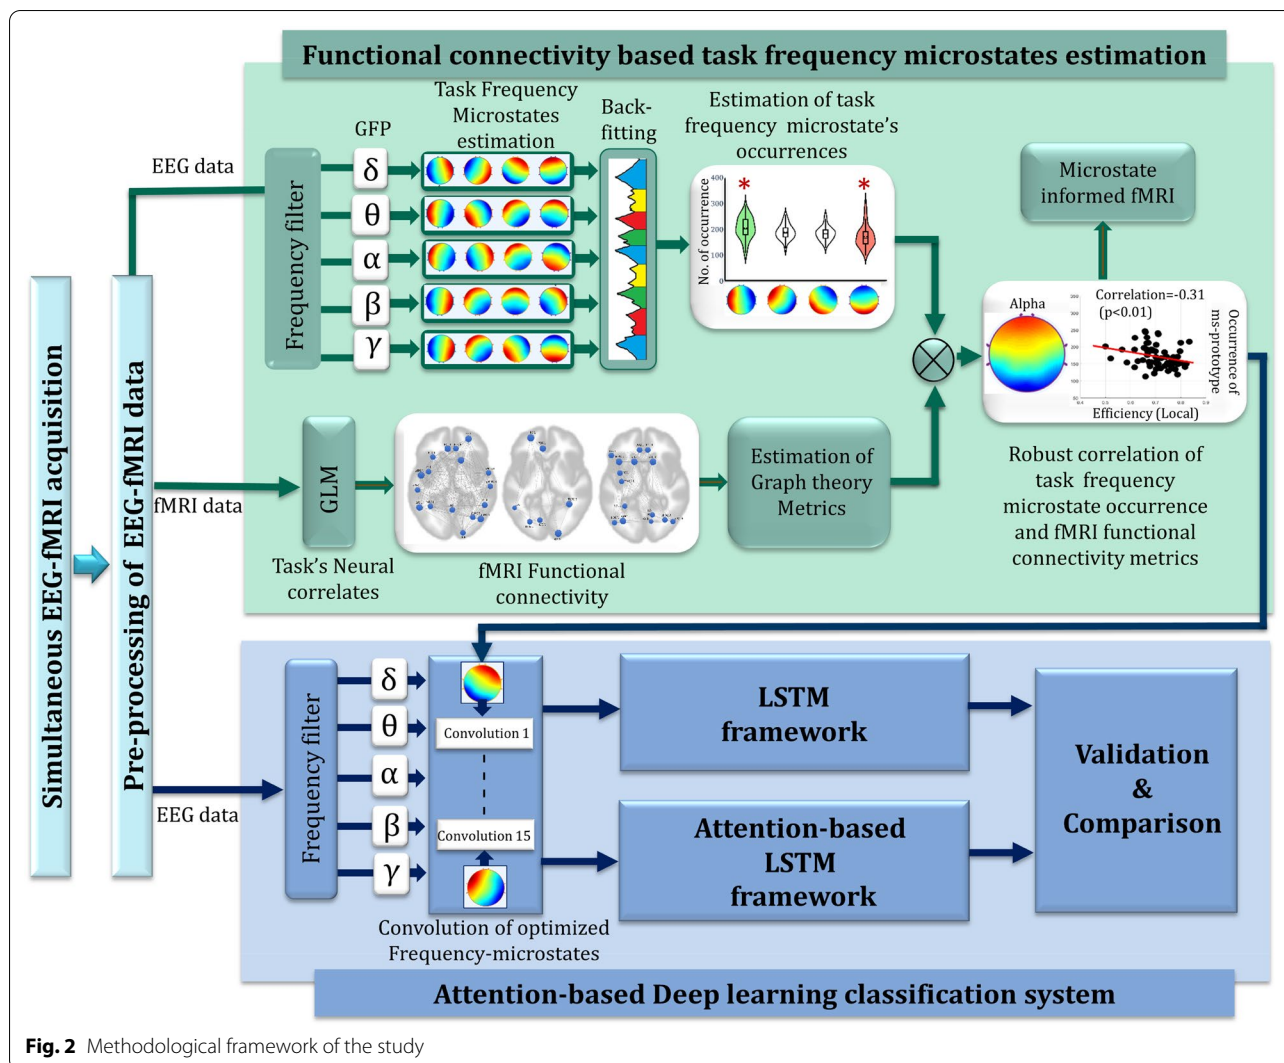 Functional connectivity based task frequency microstates estimation
Simultaneous EEG-fMRI acquisition
Pre-processing of EEG-fMRI data
EEG data
Frequency filter
GFP
δ
θ
α
β
γ
Task Frequency
Microstates
estimation
Back-
fitting
Estimation of task
frequency microstate's
occurrences
No. of occurrence
400
300
200
100
0
*
*
Microstate
informed fMRI
Alpha
Correlation=-0.31
(p<0.01)
Occurrence of
ms-prototype
Efficiency (Local)
Robust correlation of
task frequency
microstate occurrence
and fMRI functional
connectivity metrics
fMRI data
GLM
Task's Neural
correlates
fMRI Functional
connectivity
Estimation of
Graph theory
Metrics
EEG data
Frequency filter
δ
θ
α
β
γ
Convolution 1
Convolution 15
Convolution of optimized
Frequency-microstates
LSTM
framework
Attention-based
LSTM
framework
Validation
&
Comparison
Attention-based Deep learning classification system
Fig. 2 Methodological framework of the study